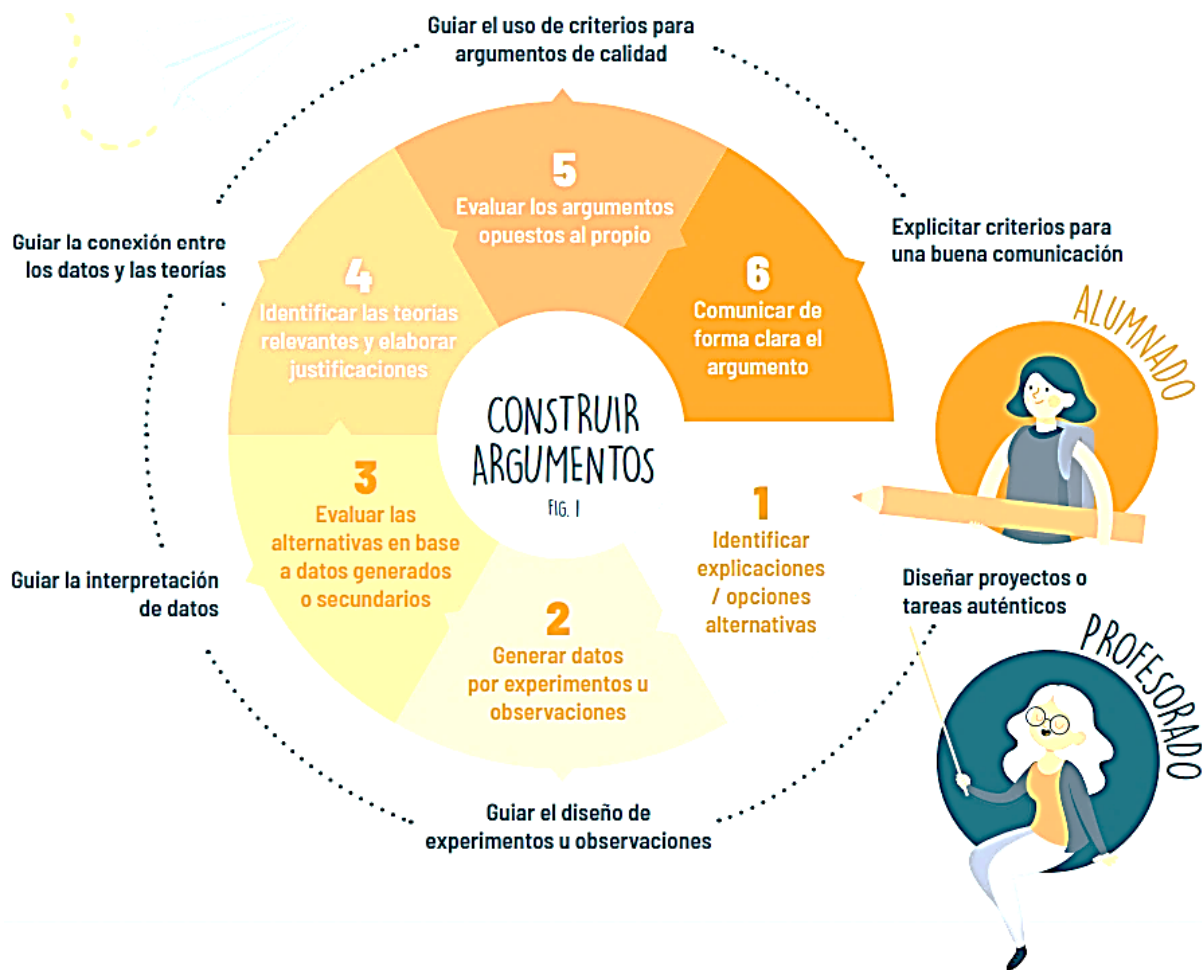 Guiar el uso de criterios para
argumentos de calidad
5
Evaluar los argumentos
opuestos al propio
Guiar la conexión entre
los datos y las teorías
Explicitar criterios para
una buena comunicación
4
Identificar las teorías
relevantes y elaborar
justificaciones
6
Comunicar de
forma clara el
argumento
ALUMNADO
CONSTRUIR
ARGUMENTOS
FIG. 1
3
Evaluar las
alternativas en base
a datos generados
o secundarios
1
Identificar
explicaciones
/ opciones
alternativas
Guiar la interpretación
de datos
Diseñar proyectos o
tareas auténticos
2
Generar datos
por experimentos u
observaciones
PROFESORADO
Guiar el diseño de
experimentos u observaciones